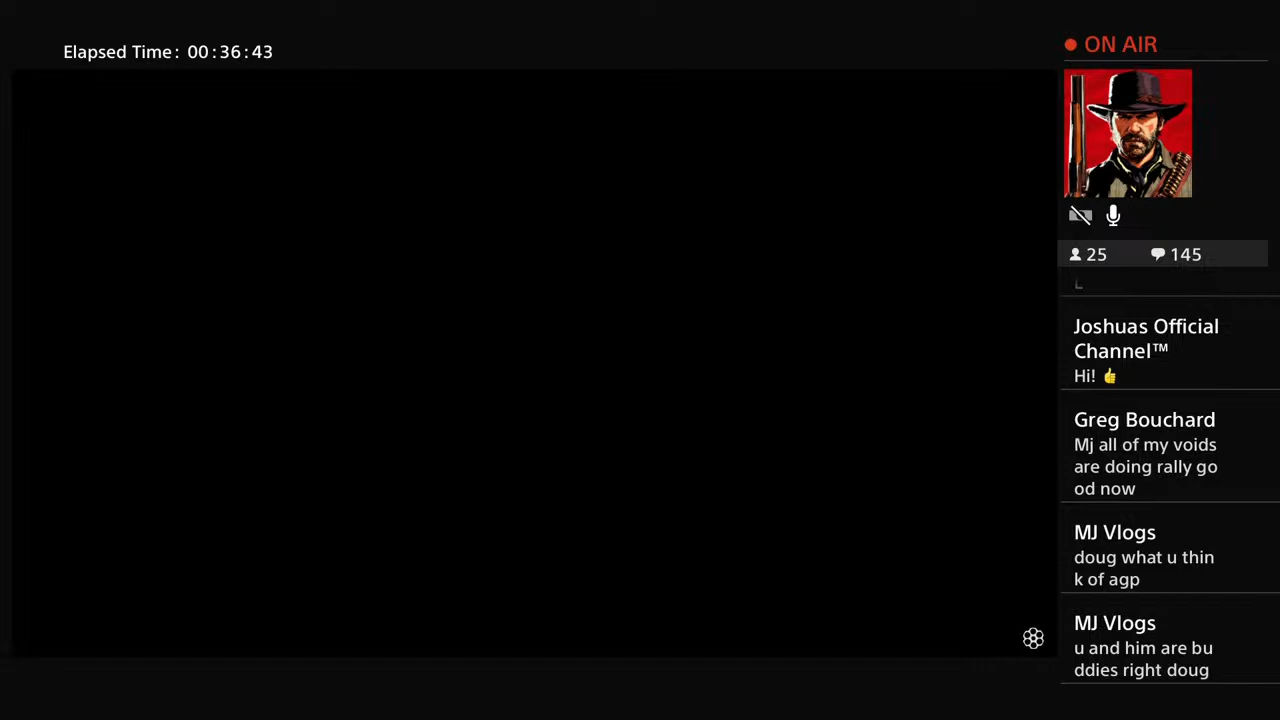 Elapsed Time: 00:36:43
ON AIR
25 145
L
Joshuas Official
Channel™
Hi! 👍
Greg Bouchard
Mj all of my voids
are doing rally go
od now
MJ Vlogs
doug what u thin
k of agp
MJ Vlogs
u and him are bu
ddies right doug